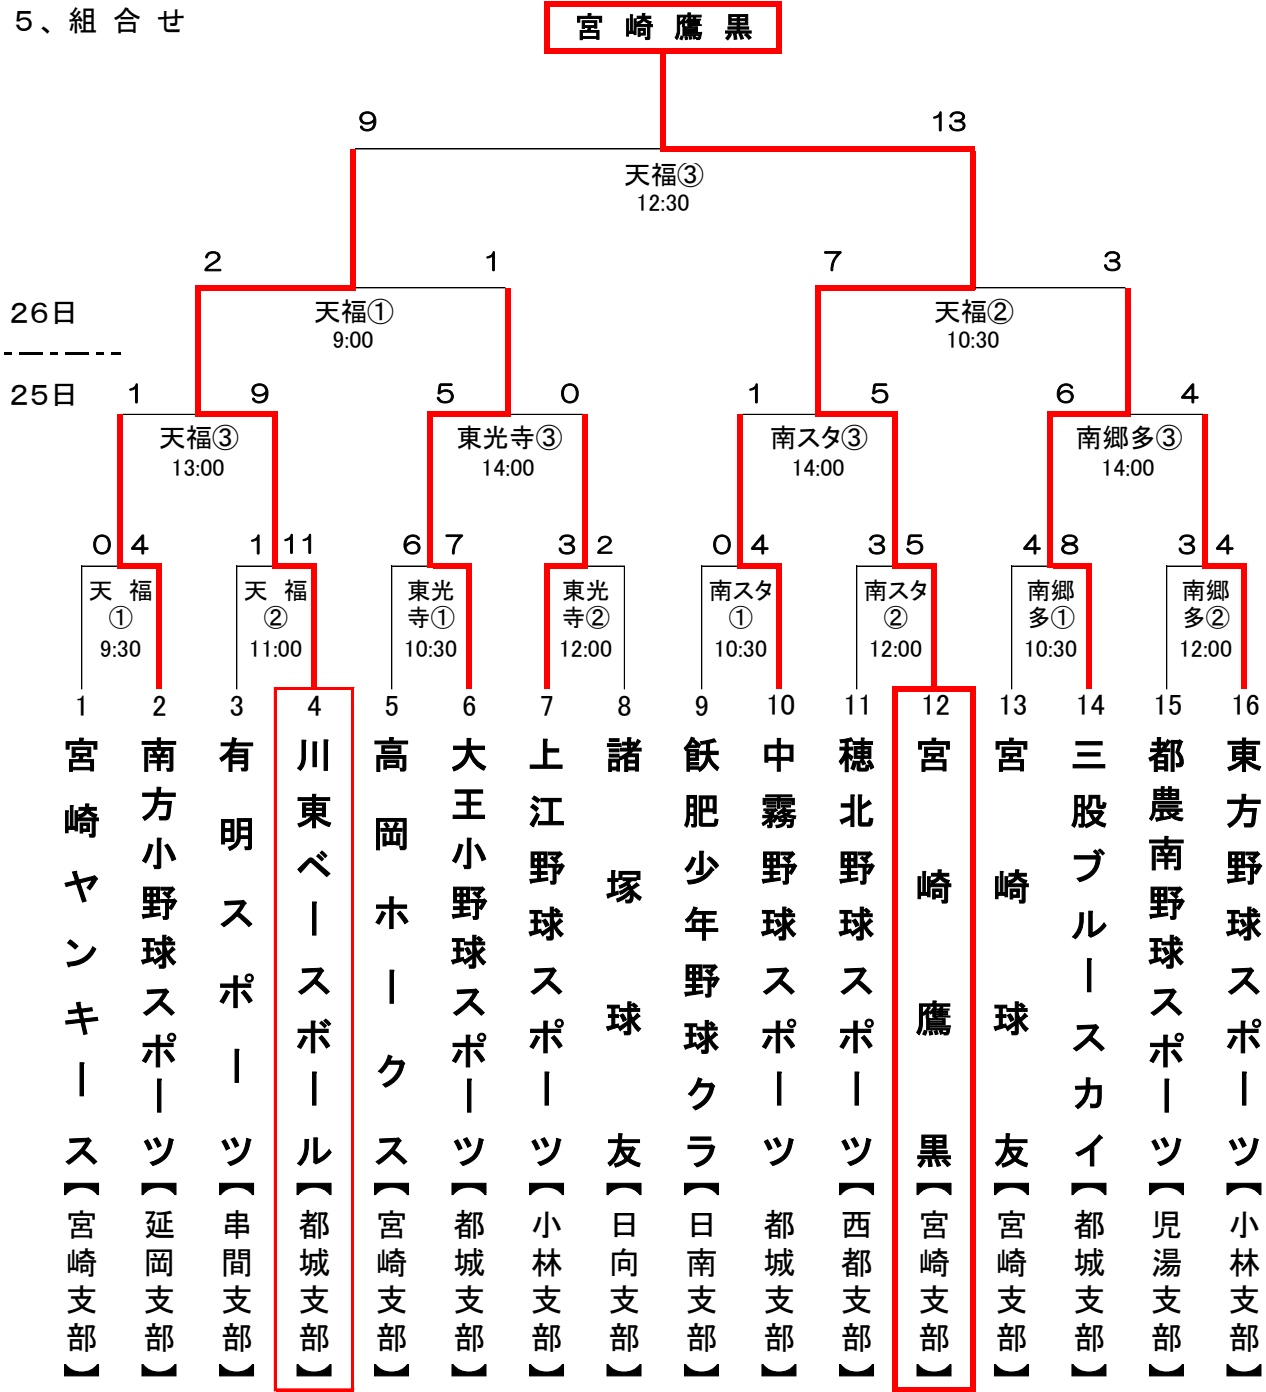 ５、組 合 せ
宮 崎 鷹 黒
9 13
天福③
12:30
2 1 7 3
26日
天福① 天福②
9:00 10:30
25日
1 9 5 0 1 5 6 4
天福③ 東光寺③ 南スタ③ 南郷多③
13:00 14:00 14:00 14:00
0 4 1 11 6 7 3 2 0 4 3 5 4 8 3 4
天 福① 天 福② 東光寺① 東光寺② 南スタ① 南スタ② 南郷多① 南郷多②
9:30 11:00 10:30 12:00 10:30 12:00 10:30 12:00
1 2 3 4 5 6 7 8 9 10 11 12 13 14 15 16
宮崎ヤンキース【宮崎支部】
南方小野球スポーツ【延岡支部】
有明スポーツ【串間支部】
川東ベースボール【都城支部】
高岡ホークス【宮崎支部】
大王小野球スポーツ【都城支部】
上江野球スポーツ【小林支部】
諸塚球友【日向支部】
飫肥少年野球クラ【日南支部】
中霧野球スポーツ 都城支部
穂北野球スポーツ【西都支部】
宮崎鷹黒【宮崎支部】
宮崎球友【宮崎支部】
三股ブルースカイ【都城支部】
都農南野球スポーツ【児湯支部】
東方野球スポーツ【小林支部】